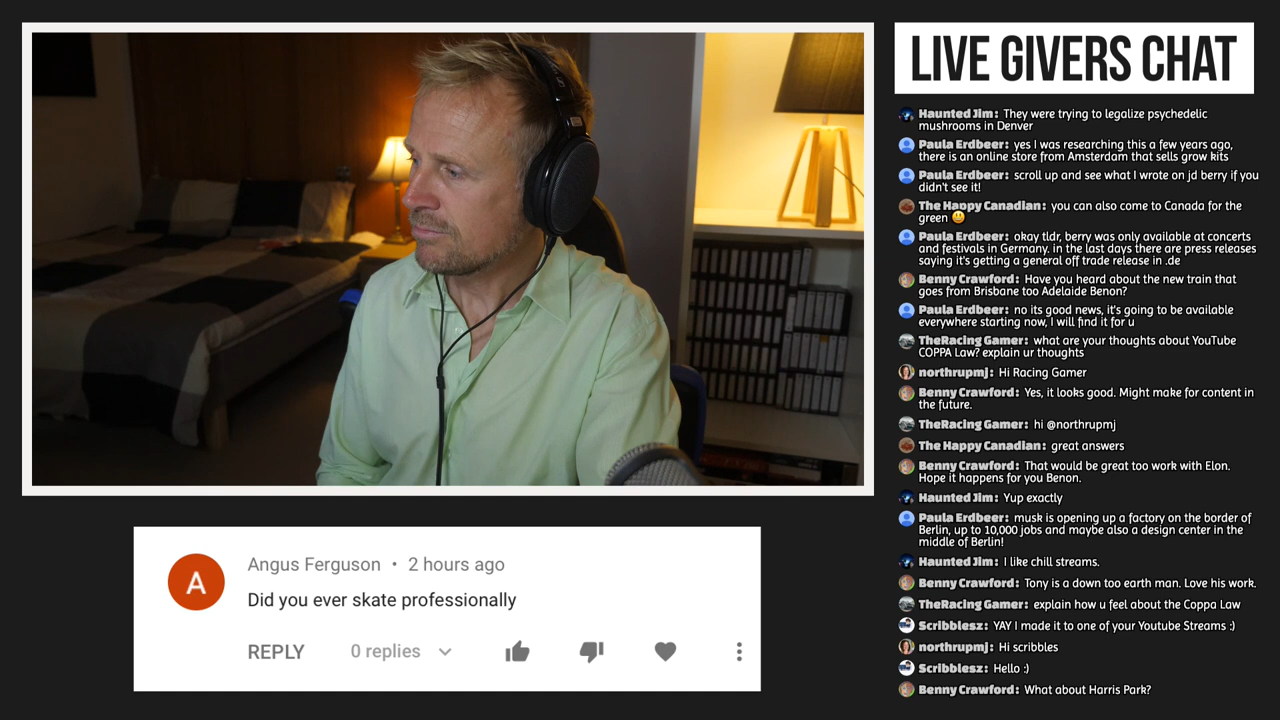 LIVE GIVERS CHAT
Haunted Jim: They were trying to legalize psychedelic
mushrooms in Denver
Paula Erdbeer: yes I was researching this a few years ago,
there is an online store from Amsterdam that sells grow kits
Paula Erdbeer: scroll up and see what I wrote on jd berry if you
didn't see it!
The Happy Canadian: you can also come to Canada for the
green 😃
Paula Erdbeer: okay tldr, berry was only available at concerts
and festivals in Germany. in the last days there are press releases
saying it's getting a general off trade release in .de
Benny Crawford: Have you heard about the new train that
goes from Brisbane too Adelaide Benon?
Paula Erdbeer: no its good news, it's going to be available
everywhere starting now, I will find it for u
TheRacing Gamer: what are your thoughts about YouTube
COPPA Law? explain ur thoughts
northrupmj: Hi Racing Gamer
Benny Crawford: Yes, it looks good. Might make for content in
the future.
TheRacing Gamer: hi @northrupmj
The Happy Canadian: great answers
Benny Crawford: That would be great too work with Elon.
Hope it happens for you Benon.
Haunted Jim: Yup exactly
Paula Erdbeer: musk is opening up a factory on the border of
Berlin, up to 10,000 jobs and maybe also a design center in the
middle of Berlin!
Haunted Jim: I like chill streams.
Benny Crawford: Tony is a down too earth man. Love his work.
TheRacing Gamer: explain how u feel about the Coppa Law
Scribblesz: YAY I made it to one of your Youtube Streams :)
northrupmj: Hi scribbles
Scribblesz: Hello :)
Benny Crawford: What about Harris Park?
A
Angus Ferguson • 2 hours ago
Did you ever skate professionally
REPLY 0 replies